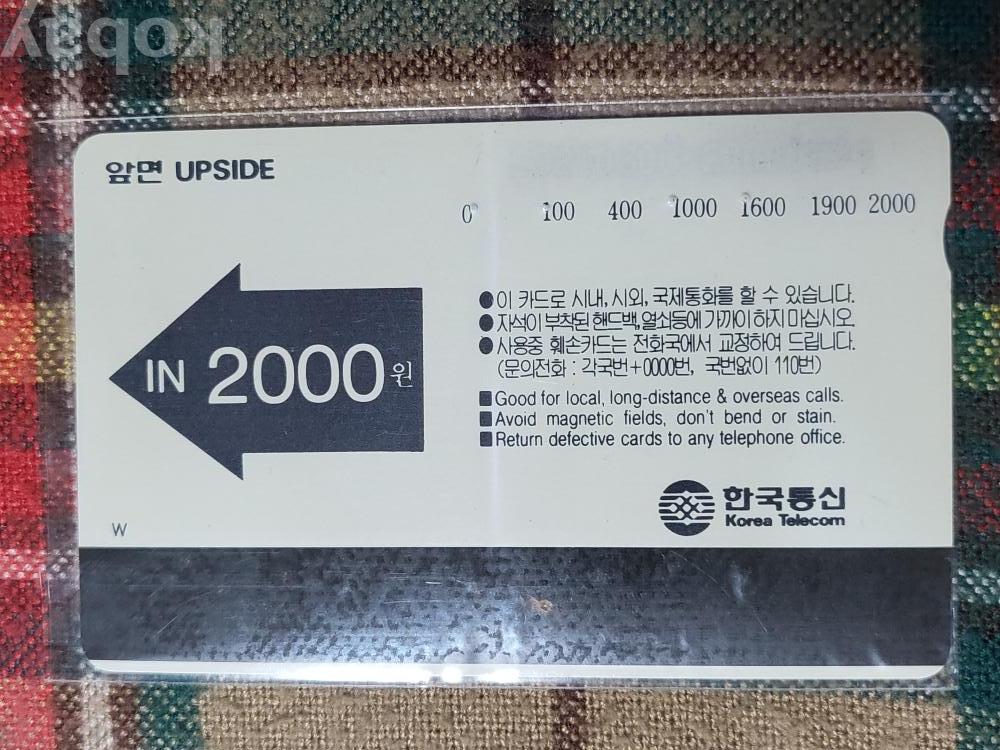 kobay
앞면 UPSIDE
0 100 400 1000 1600 1900 2000
IN 2000원
●이 카드로 시내, 시외, 국제통화를 할 수 있습니다.
●자석이 부착된 핸드백, 열쇠등에 가까이 하지 마십시오.
●사용중 훼손카드는 전화국에서 교정하여 드립니다.
(문의전화 : 각국번+0000번, 국번없이 110번)
■Good for local, long-distance & overseas calls.
■Avoid magnetic fields, don't bend or stain.
■Return defective cards to any telephone office.
한국통신
Korea Telecom
W